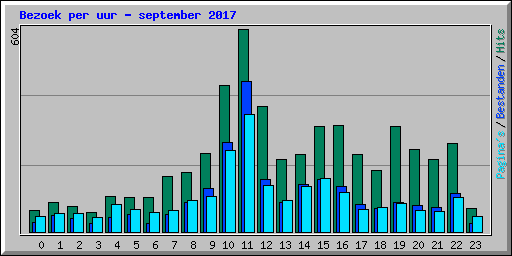 Bezoek per uur - september 2017
604
Pagina's / Bestanden / Hits
0 1 2 3 4 5 6 7 8 9 10 11 12 13 14 15 16 17 18 19 20 21 22 23